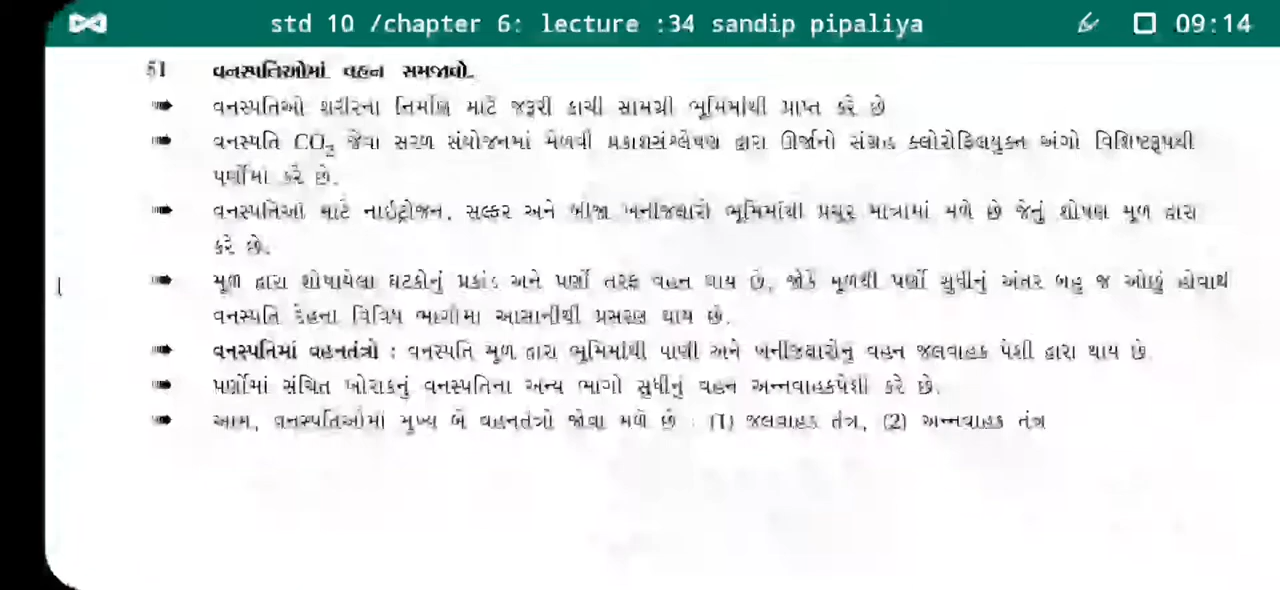 std 10 /chapter 6: lecture :34 sandip pipaliya
09:14
51 વનસ્પતિઓમાં વહન સમજાવો.
➠ વનસ્પતિઓ શરીરના નિર્માણ માટે જરૂરી કાચી સામગ્રી ભૂમિમાંથી પ્રાપ્ત કરે છે
➠ વનસ્પતિ CO₂ જેવા સરળ સંયોજનમાં મેળવી પ્રકાશસંશ્લેષણ દ્વારા ઊર્જાનો સંગ્રહ ક્લોરોફિલયુક્ત અંગો વિશિષ્ટરૂપથી
પર્ણોમાં કરે છે.
➠ વનસ્પતિઓ માટે નાઈટ્રોજન, સલ્ફર અને બીજા ખનીજક્ષારો ભૂમિમાંથી પ્રચુર માત્રામાં મળે છે જેનું શોષણ મૂળ દ્વારા
કરે છે.
➠ મૂળ દ્વારા શોષાયેલા ઘટકોનું પ્રકાંડ અને પર્ણો તરફ વહન થાય છે, જોકે મૂળથી પર્ણો સુધીનું અંતર બહુ જ ઓછું હોવાથી
વનસ્પતિ દેહના વિવિધ ભાગોમાં આસાનીથી પ્રસરણ થાય છે.
➠ વનસ્પતિમાં વહનતંત્રો : વનસ્પતિ મૂળ દ્વારા ભૂમિમાંથી પાણી અને ખનીજક્ષારોનું વહન જલવાહક પેશી દ્વારા થાય છે.
➠ પર્ણોમાં સંચિત ખોરાકનું વનસ્પતિના અન્ય ભાગો સુધીનું વહન અન્નવાહકપેશી કરે છે.
➠ આમ, વનસ્પતિઓમાં મુખ્ય બે વહનતંત્રો જોવા મળે છે : (1) જલવાહક તંત્ર, (2) અન્નવાહક તંત્ર